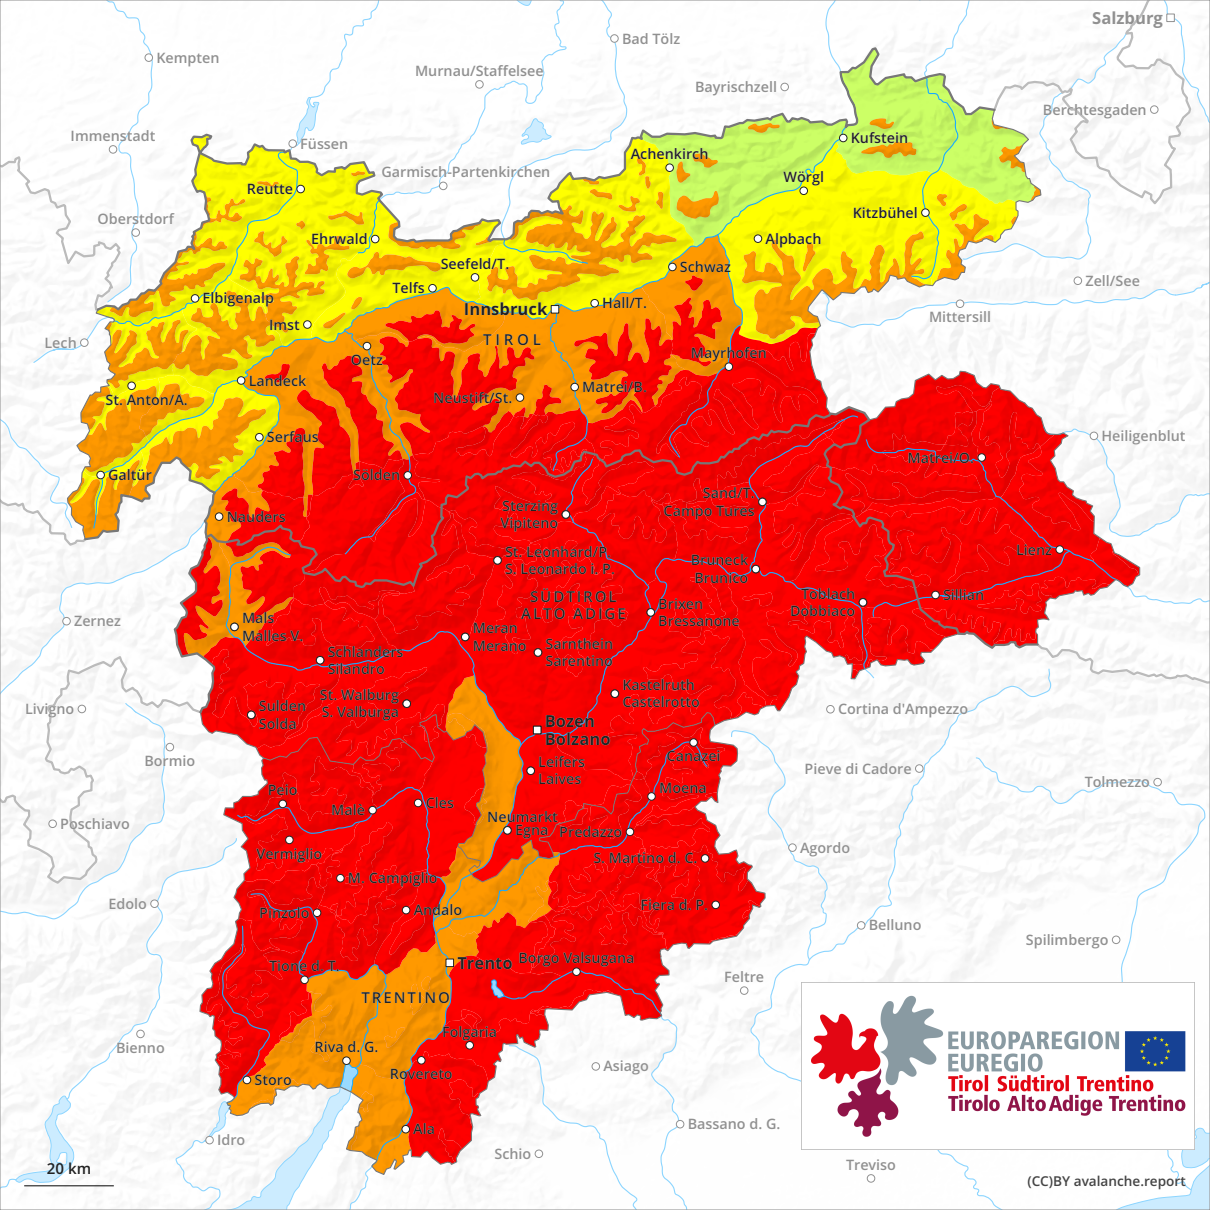 Salzburg
Bad Tölz
Kempten
Murnau/Staffelsee
Bayrischzell
Berchtesgaden
Immenstadt
Füssen
Kufstein
Achenkirch
Garmisch-Partenkirchen
Wörgl
Reutte
Oberstdorf
Kitzbühel
Ehrwald
Alpbach
Seefeld/T.
Schwaz
Zell/See
Telfs
Elbigenalp
Innsbruck
Hall/T.
Mittersill
Imst
TIROL
Lech
Oetz
Mayrhofen
Landeck
Matrei/B.
St. Anton/A.
Neustift/St.
Serfaus
Heiligenblut
Matrei/O.
Galtür
Sölden
Sand/T.
Campo Tures
Sterzing
Vipiteno
Nauders
St. Leonhard/P.
S. Leonardo i. P.
Lienz
Bruneck
Brunico
SÜDTIROL
ALTO ADIGE
Toblach
Dobbiaco
Sillian
Brixen
Bressanone
Zernez
Mals
Malles V.
Meran
Merano
Sarnthein
Sarentino
Schlanders
Silandro
Kastelruth
Castelrotto
St. Walburg
S. Valburga
Livigno
Sulden
Solda
Cortina d'Ampezzo
Bozen
Bolzano
Bormio
Canazei
Leifers
Laives
Pieve di Cadore
Tolmezzo
Peio
Moena
Malè
Cles
Neumarkt
Egna
Poschiavo
Predazzo
Vermiglio
Agordo
S. Martino d. C.
M. Campiglio
Edolo
Pinzolo
Andalo
Fiera d. P.
Belluno
Spilimbergo
Trento
Borgo Valsugana
Tione d. T.
Feltre
TRENTINO
Folgaria
Bienno
Riva d. G.
Rovereto
Asiago
Storo
EUROPAREGION
EUREGIO
Tirol Südtirol Trentino
Tirolo Alto Adige Trentino
Ala
Bassano d. G.
Idro
Schio
Treviso
20 km
(CC)BY avalanche.report